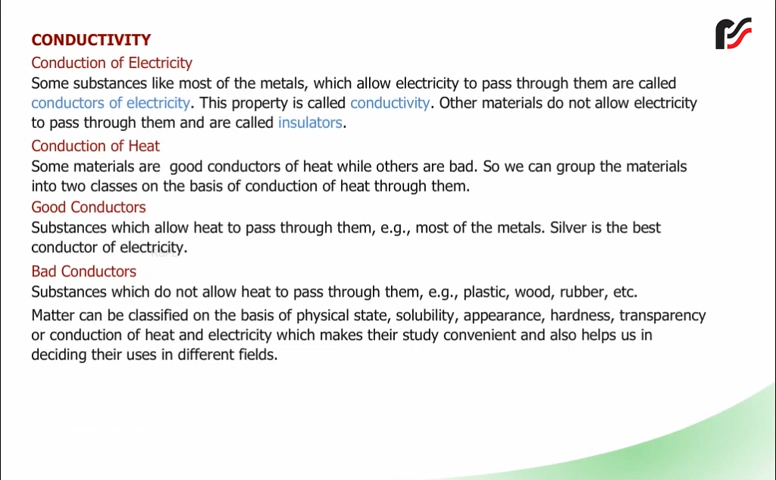 CONDUCTIVITY
Conduction of Electricity
Some substances like most of the metals, which allow electricity to pass through them are called
conductors of electricity. This property is called conductivity. Other materials do not allow electricity
to pass through them and are called insulators.
Conduction of Heat
Some materials are  good conductors of heat while others are bad. So we can group the materials
into two classes on the basis of conduction of heat through them.
Good Conductors
Substances which allow heat to pass through them, e.g., most of the metals. Silver is the best
conductor of electricity.
Bad Conductors
Substances which do not allow heat to pass through them, e.g., plastic, wood, rubber, etc.
Matter can be classified on the basis of physical state, solubility, appearance, hardness, transparency
or conduction of heat and electricity which makes their study convenient and also helps us in
deciding their uses in different fields.